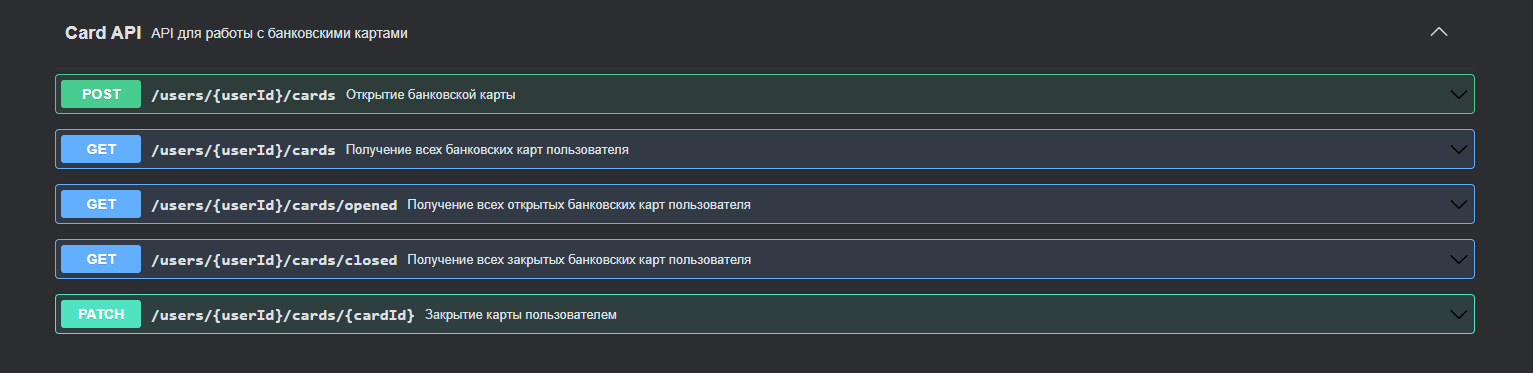 Card API API для работы с банковскими картами
POST /users/{userId}/cards Открытие банковской карты
GET /users/{userId}/cards Получение всех банковских карт пользователя
GET /users/{userId}/cards/opened Получение всех открытых банковских карт пользователя
GET /users/{userId}/cards/closed Получение всех закрытых банковских карт пользователя
PATCH /users/{userId}/cards/{cardId} Закрытие карты пользователем